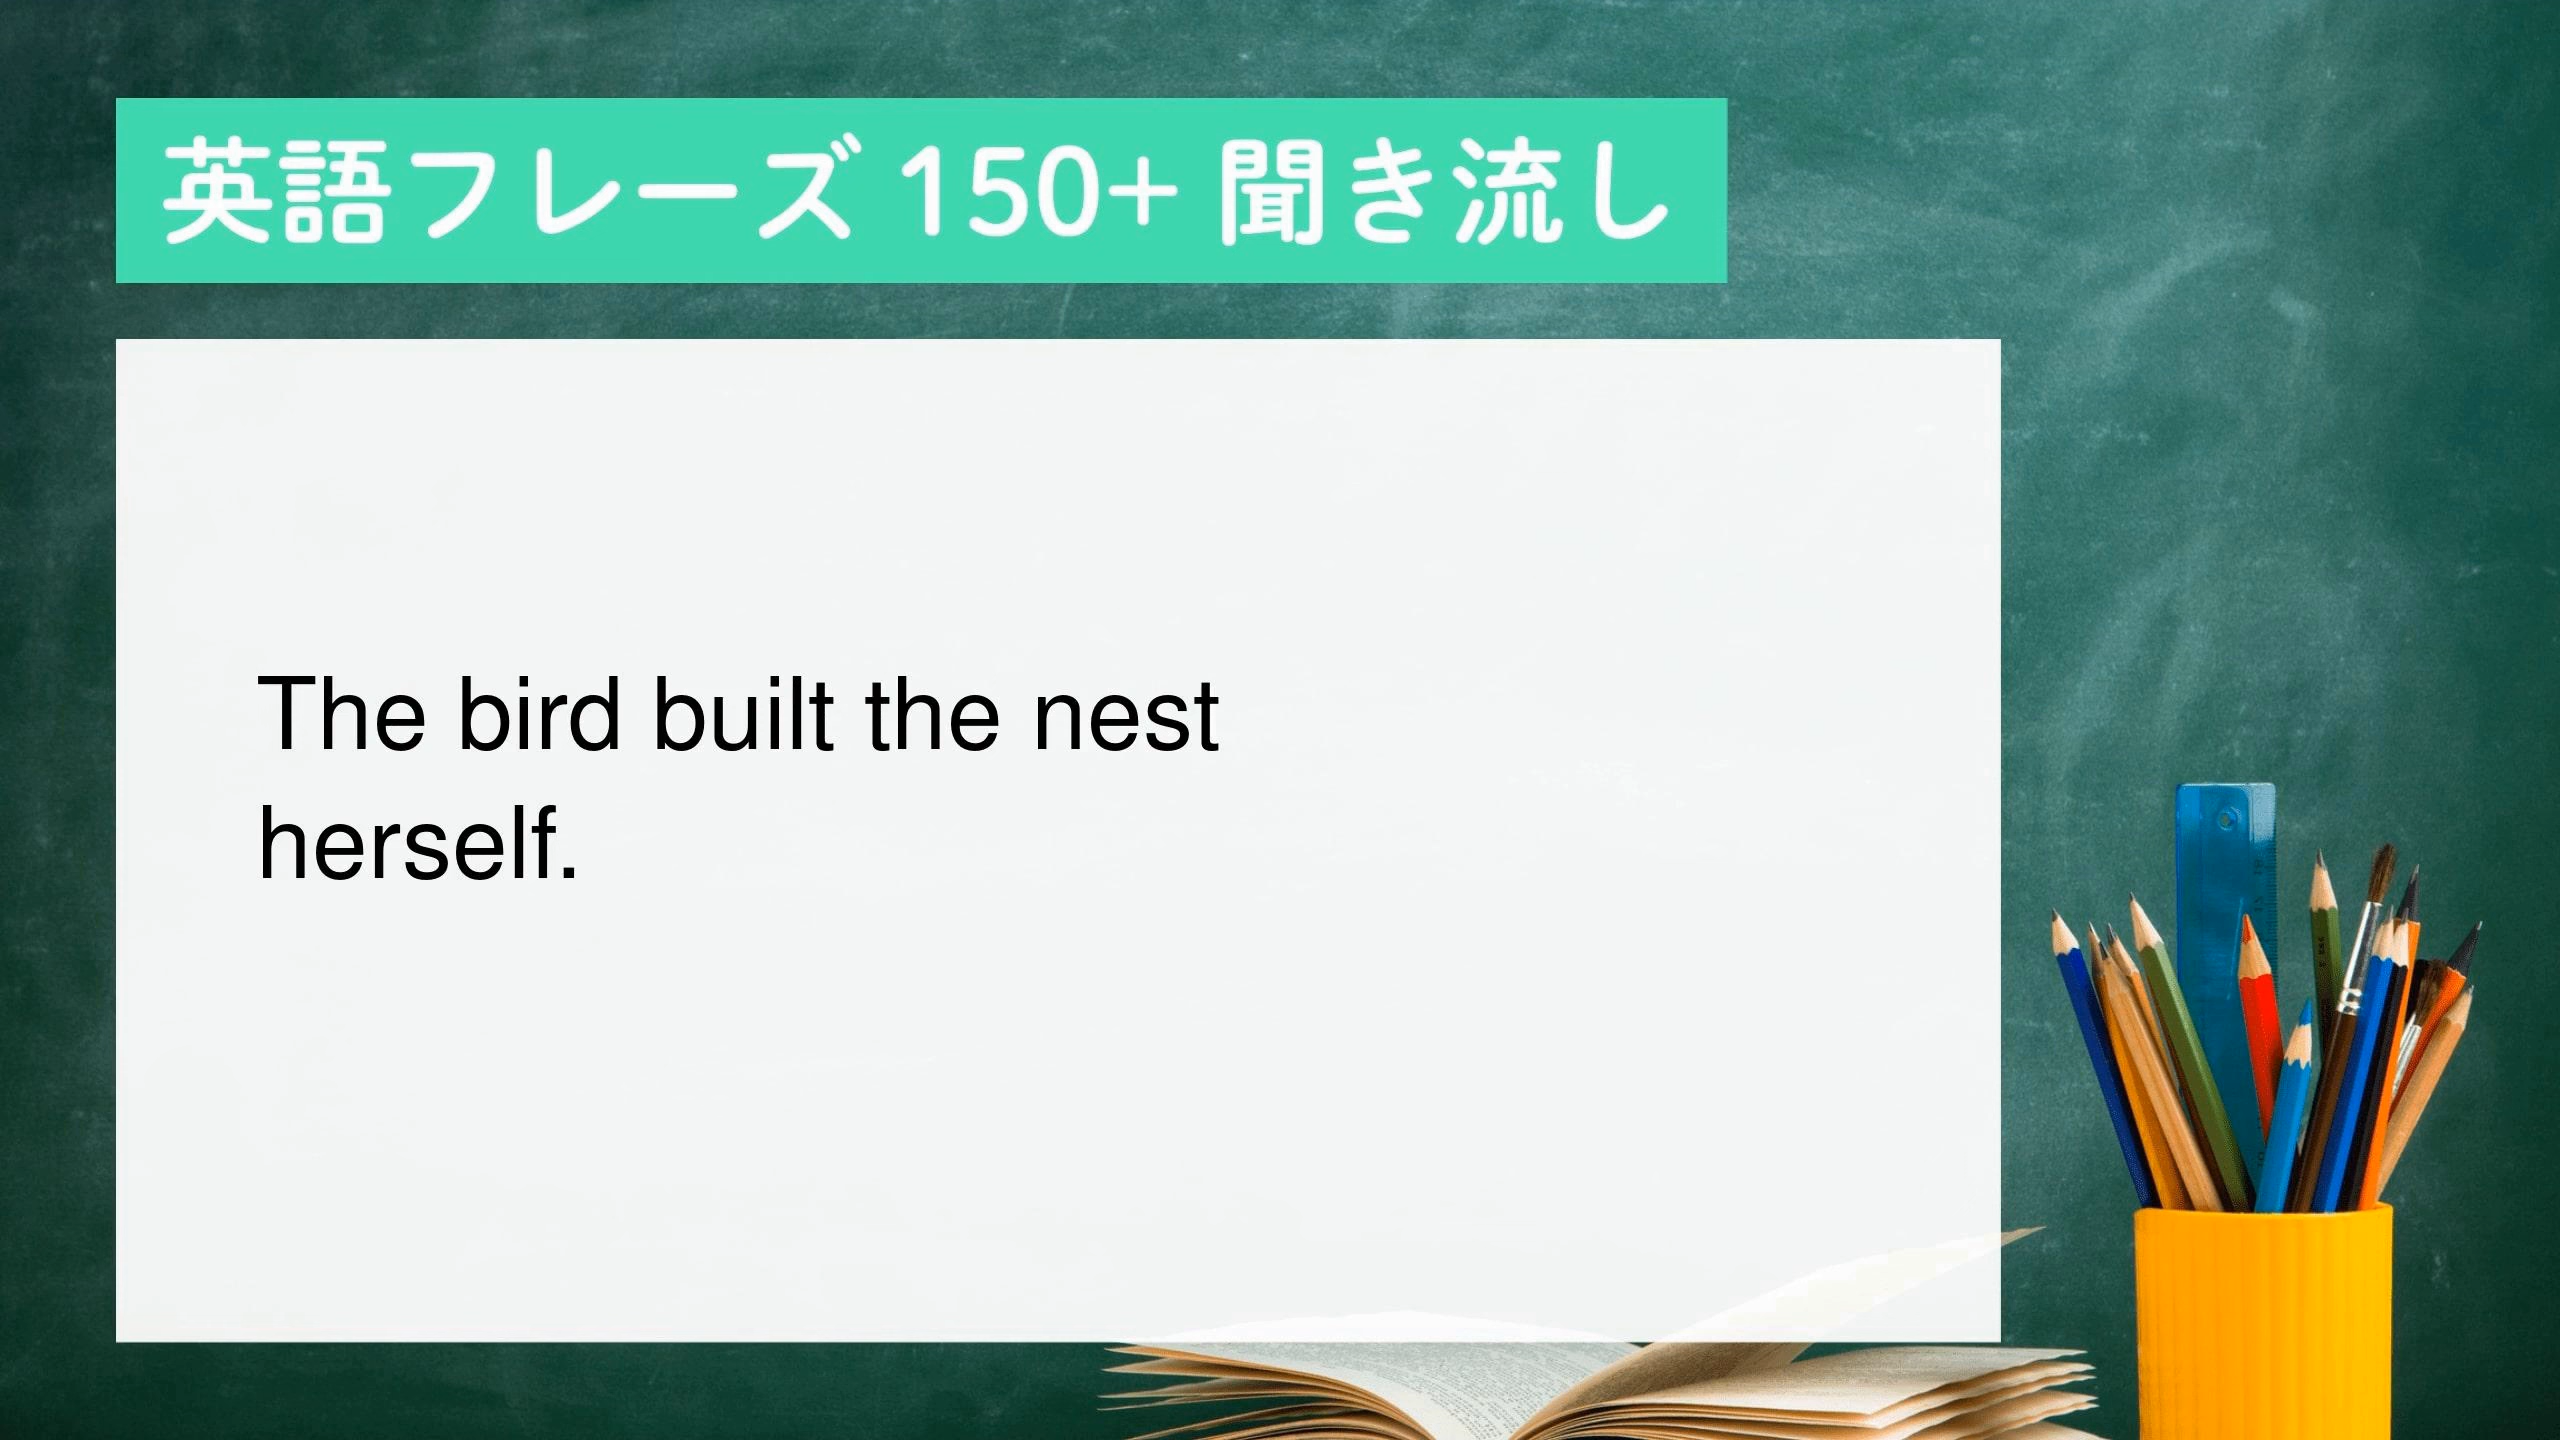 英語フレーズ 150+ 聞き流し
The bird built the nest
herself.